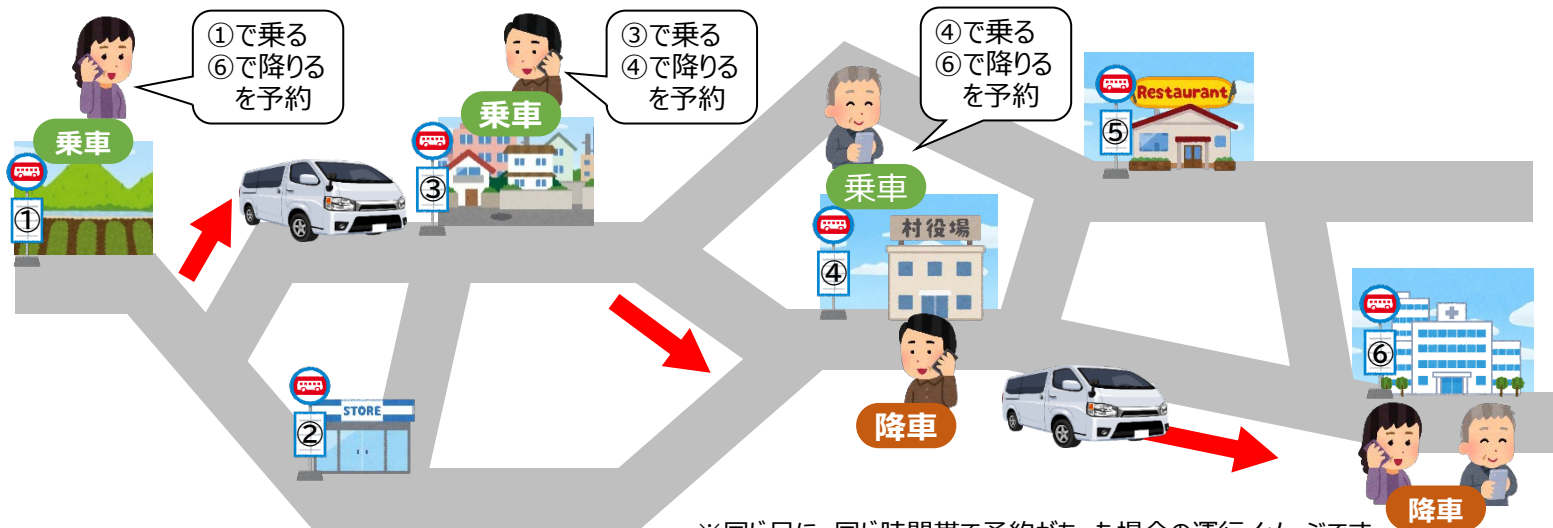 ①で乗る
⑥で降りる
を予約
③で乗る
④で降りる
を予約
④で乗る
⑥で降りる
を予約
乗車
乗車
乗車
①
②
STORE
③
④
村役場
⑤
Restaurant
⑥
降車
降車